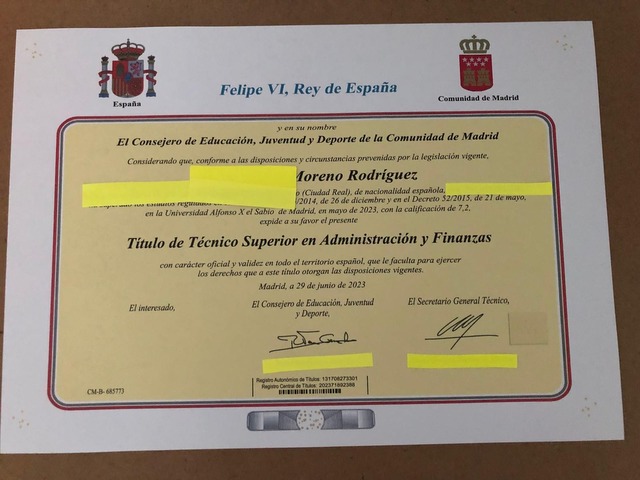 España
Felipe VI, Rey de España
Comunidad de Madrid
y en su nombre
El Consejero de Educación, Juventud y Deporte de la Comunidad de Madrid
Considerando que, conforme a las disposiciones y circunstancias prevenidas por la legislación vigente,
Moreno Rodríguez
(Ciudad Real), de nacionalidad española,
/2014, de 26 de diciembre y en el Decreto 52/2015, de 21 de mayo,
en la Universidad Alfonso X el Sabio de Madrid, en mayo de 2023, con la calificación de 7,2,
expide a su favor el presente
Título de Técnico Superior en Administración y Finanzas
con carácter oficial y validez en todo el territorio español, que le faculta para ejercer
los derechos que a este título otorgan las disposiciones vigentes.
Madrid, a 29 de junio de 2023
El interesado,
El Consejero de Educación, Juventud
y Deporte,
El Secretario General Técnico,
CM-B- 685773
Registro Autonómico de Títulos: 131708273301
Registro Central de Títulos: 202371692388